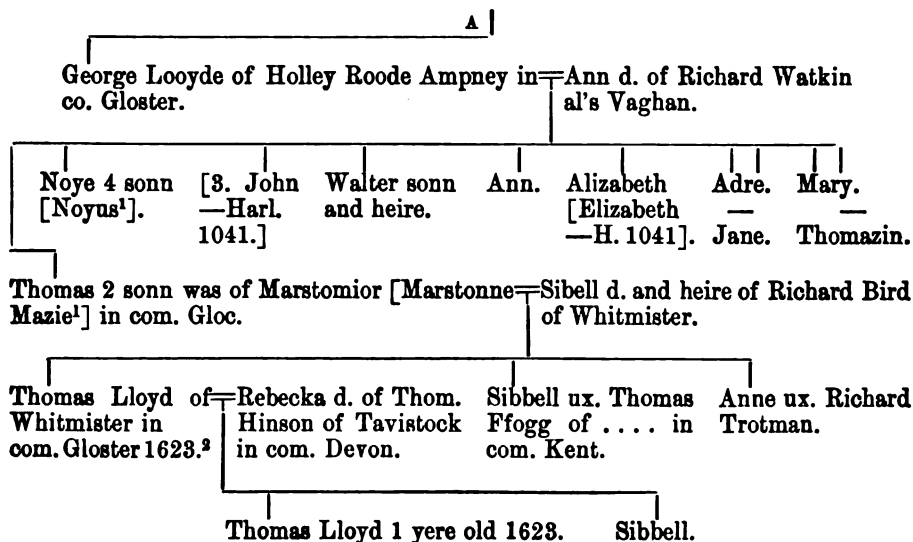 A
George Looyde of Holley Roode Ampney in
co. Gloster.
Ann d. of Richard Watkin
al's Vaghan.
Noye 4 sonn
[Noyus¹].
[3. John
—Harl.
1041.]
Walter sonn
and heire.
Ann.
Alizabeth
[Elizabeth
—H. 1041].
Adre.
—
Jane.
Mary.
—
Thomazin.
Thomas 2 sonn was of Marstomior [Marstonne
Mazie¹] in com. Gloc.
Sibell d. and heire of Richard Bird
of Whitmister.
Thomas Lloyd of
Whitmister in
com. Gloster 1623.²
Rebecka d. of Thom.
Hinson of Tavistock
in com. Devon.
Sibbell ux. Thomas
Ffogg of .... in
com. Kent.
Anne ux. Richard
Trotman.
Thomas Lloyd 1 yere old 1623.
Sibbell.